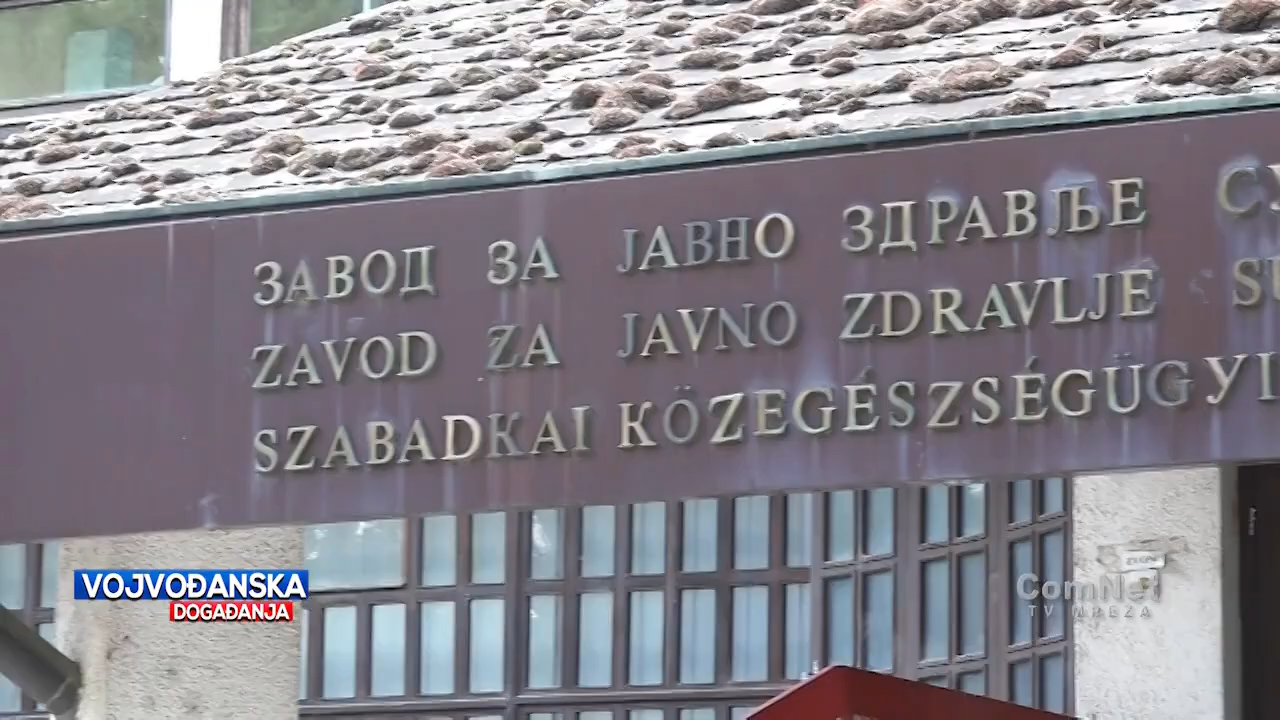 ЗАВОД ЗА ЈАВНО ЗДРАВЉЕ
ZAVOD ZA JAVNO ZDRAVLJE
SZABADKAI KÖZEGÉSZSÉGÜGYI
VOJVOĐANSKA
DOGAĐANJA
ComNet
TV MREŽA